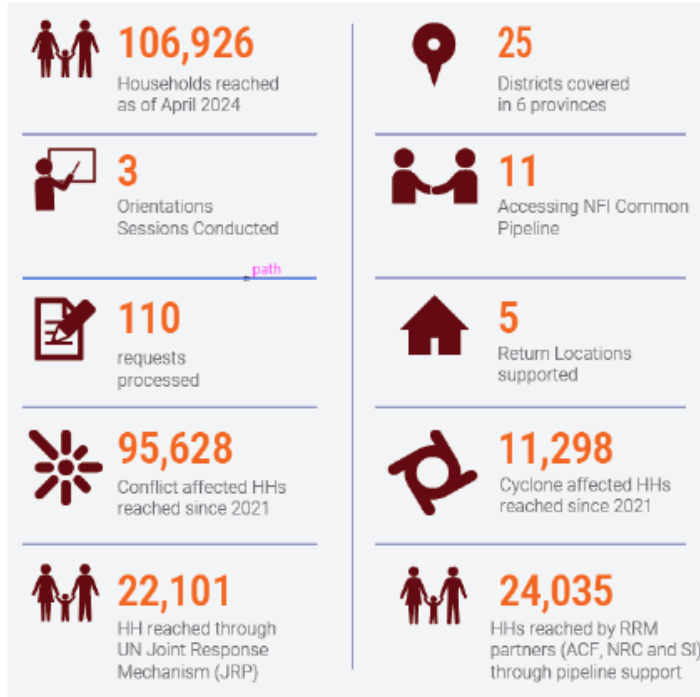 106,926
Households reached
as of April 2024
25
Districts covered
in 6 provinces
3
Orientations
Sessions Conducted
11
Accessing NFI Common
Pipeline
path
110
requests
processed
5
Return Locations
supported
95,628
Conflict affected HHs
reached since 2021
11,298
Cyclone affected HHs
reached since 2021
22,101
HH reached through
UN Joint Response
Mechanism (JRP)
24,035
HHs reached by RRM
partners (ACF, NRC and SI)
through pipeline support